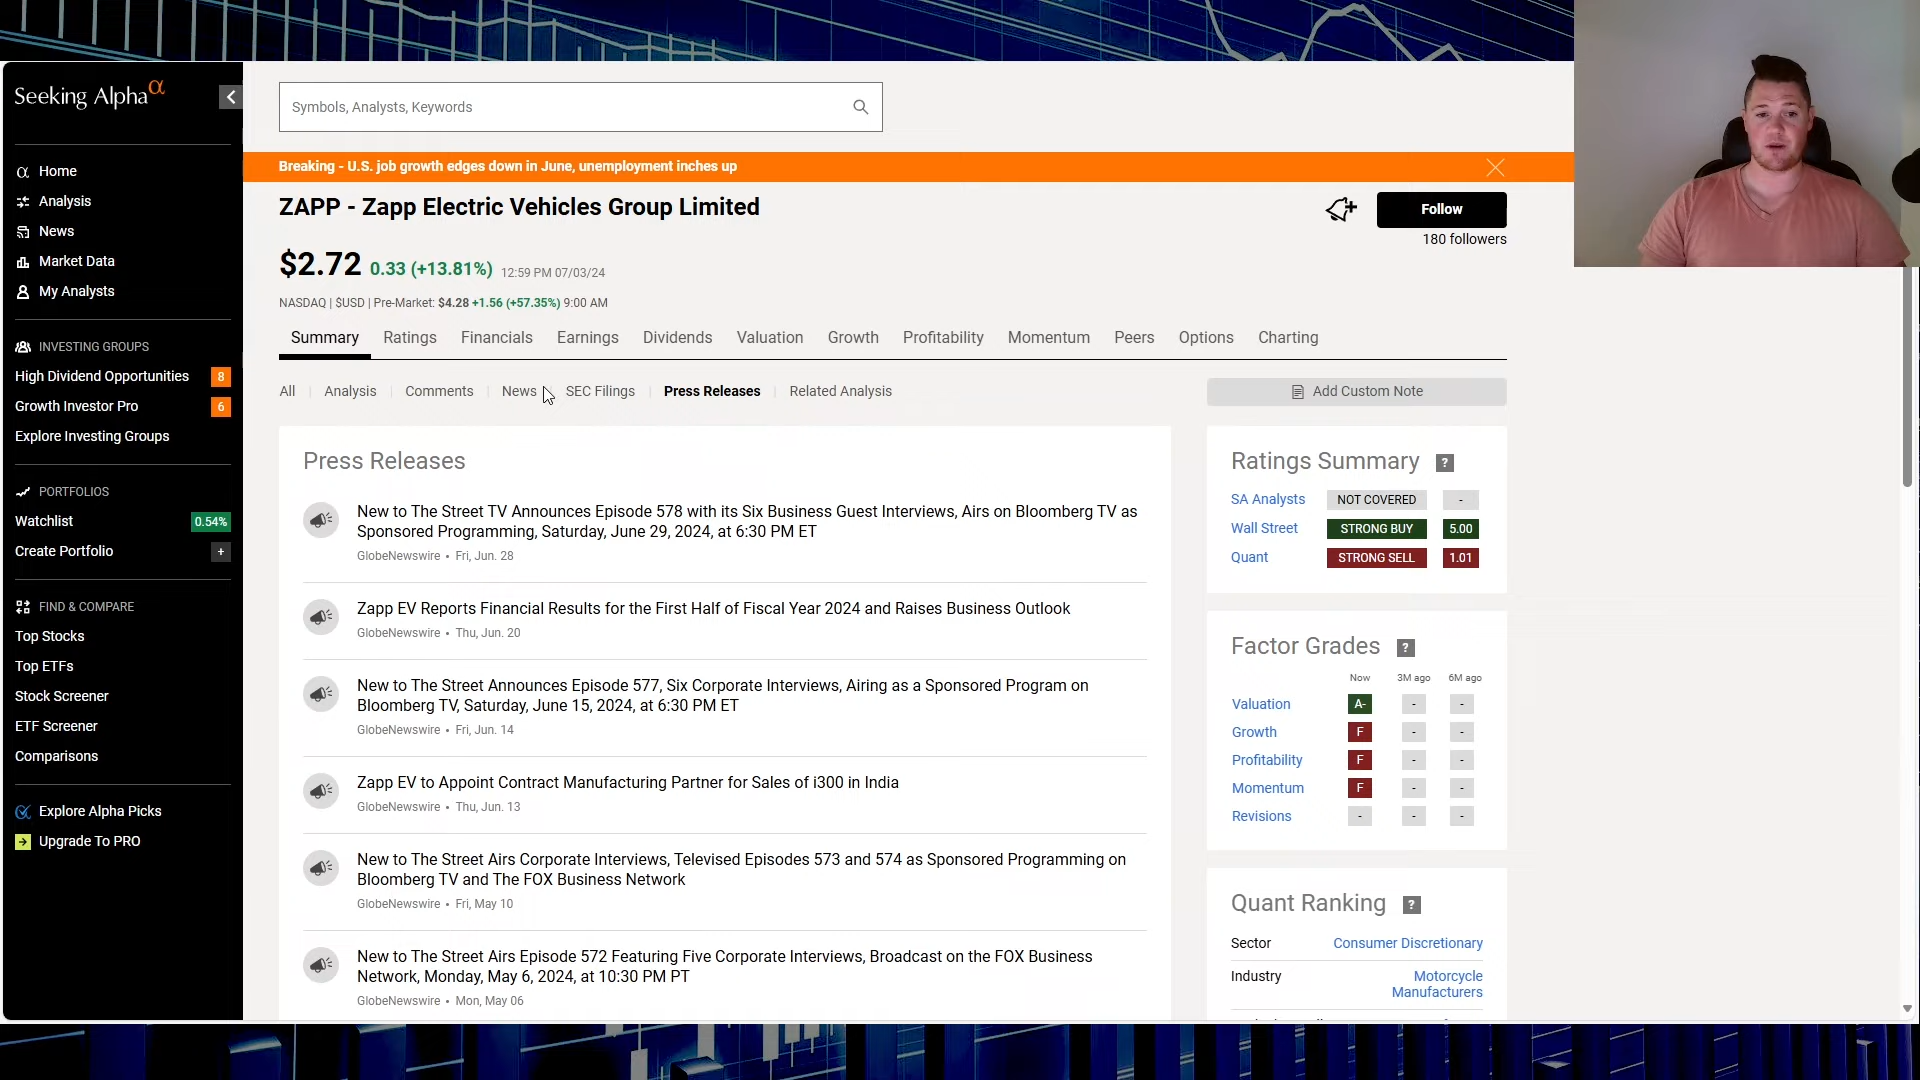 Seeking Alpha α
Home
Analysis
News
Market Data
My Analysts
INVESTING GROUPS
High Dividend Opportunities 8
Growth Investor Pro 6
Explore Investing Groups
PORTFOLIOS
Watchlist 0.54%
Create Portfolio +
FIND & COMPARE
Top Stocks
Top ETFs
Stock Screener
ETF Screener
Comparisons
Explore Alpha Picks
Upgrade To PRO
Symbols, Analysts, Keywords
Breaking - U.S. job growth edges down in June, unemployment inches up
ZAPP - Zapp Electric Vehicles Group Limited
Follow
180 followers
$2.72 0.33 (+13.81%) 12:59 PM 07/03/24
NASDAQ | $USD | Pre-Market: $4.28 +1.56 (+57.35%) 9:00 AM
Summary Ratings Financials Earnings Dividends Valuation Growth Profitability Momentum Peers Options Charting
All | Analysis | Comments | News | SEC Filings | Press Releases | Related Analysis
Add Custom Note
Press Releases
New to The Street TV Announces Episode 578 with its Six Business Guest Interviews, Airs on Bloomberg TV as
Sponsored Programming, Saturday, June 29, 2024, at 6:30 PM ET
GlobeNewswire • Fri, Jun. 28
Zapp EV Reports Financial Results for the First Half of Fiscal Year 2024 and Raises Business Outlook
GlobeNewswire • Thu, Jun. 20
New to The Street Announces Episode 577, Six Corporate Interviews, Airing as a Sponsored Program on
Bloomberg TV, Saturday, June 15, 2024, at 6:30 PM ET
GlobeNewswire • Fri, Jun. 14
Zapp EV to Appoint Contract Manufacturing Partner for Sales of i300 in India
GlobeNewswire • Thu, Jun. 13
New to The Street Airs Corporate Interviews, Televised Episodes 573 and 574 as Sponsored Programming on
Bloomberg TV and The FOX Business Network
GlobeNewswire • Fri, May 10
New to The Street Airs Episode 572 Featuring Five Corporate Interviews, Broadcast on the FOX Business
Network, Monday, May 6, 2024, at 10:30 PM PT
GlobeNewswire • Mon, May 06
Ratings Summary ?
SA Analysts NOT COVERED -
Wall Street STRONG BUY 5.00
Quant STRONG SELL 1.01
Factor Grades ?
Now 3M ago 6M ago
Valuation A- - -
Growth F - -
Profitability F - -
Momentum F - -
Revisions - - -
Quant Ranking ?
Sector Consumer Discretionary
Industry Motorcycle
Manufacturers